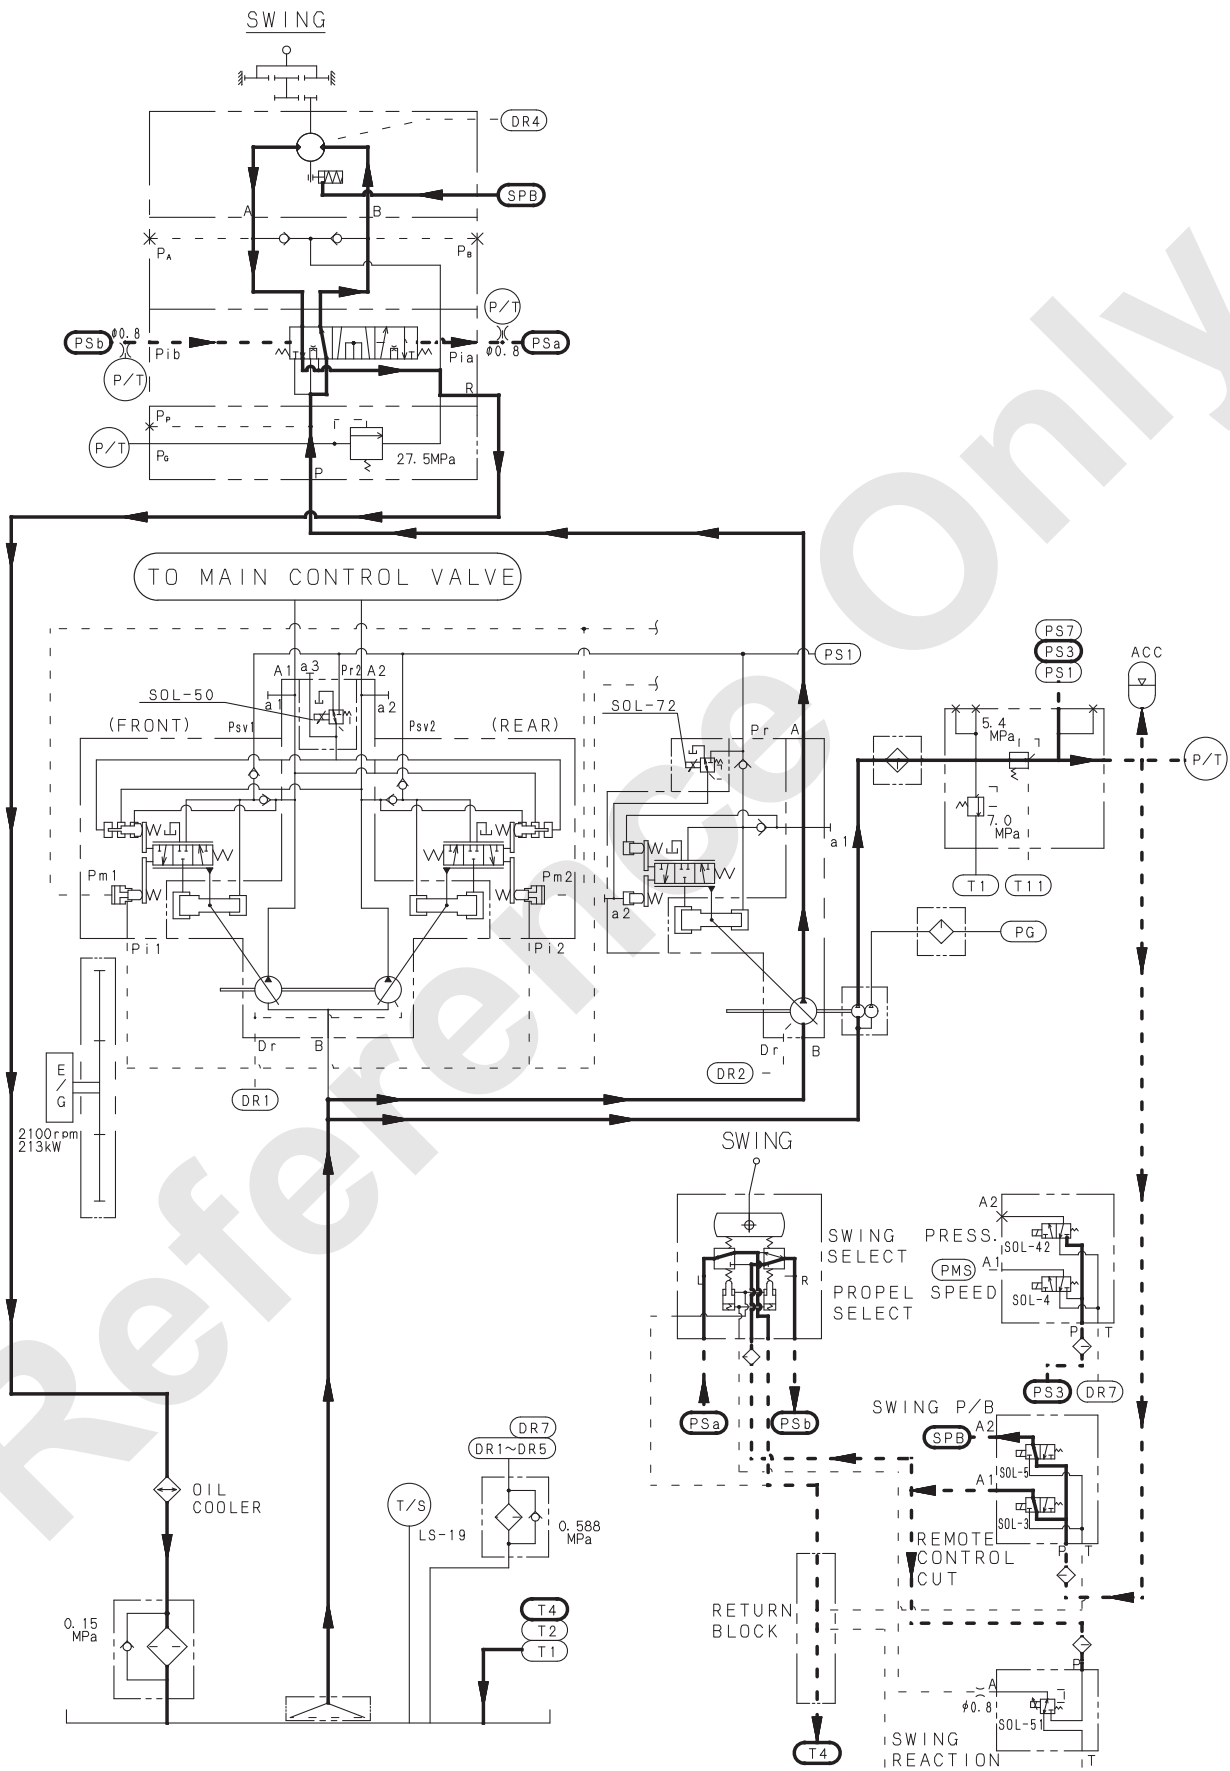 SWING
DR4
SPB
A
B
PA
PB
P/T
PSb
φ0.8
Pib
φ0.8
PSa
Pia
P/T
R
PP
P/T
PG
27.5MPa
P
TO MAIN CONTROL VALVE
PS7
PS3
PS1
ACC
PS1
A1
a3
Pr2
A2
SOL-50
a1
a2
(FRONT)
Psv1
Psv2
(REAR)
SOL-72
Pr
A
5.4
MPa
P/T
7.0
MPa
a1
Pm1
Pm2
T1
T11
a2
PG
Pi1
Pi2
Dr
B
Dr
B
E/G
DR1
DR2
2100rpm
213kW
SWING
A2
SWING
SELECT
PRESS.
SOL-42
A1
PMS
L
R
PROPEL SPEED
SELECT
SOL-4
P
T
PS3
DR7
PSa
PSb
SWING P/B
A2
SPB
DR7
DR1~DR5
SOL-5
A1
OIL
COOLER
T/S
LS-19
0.588
MPa
SOL-3
REMOTE
CONTROL
CUT
P
T
T4
T2
T1
0.15
MPa
RETURN
BLOCK
P
A
φ0.8
SOL-51
SWING
REACTION
T
T4
Reference Only